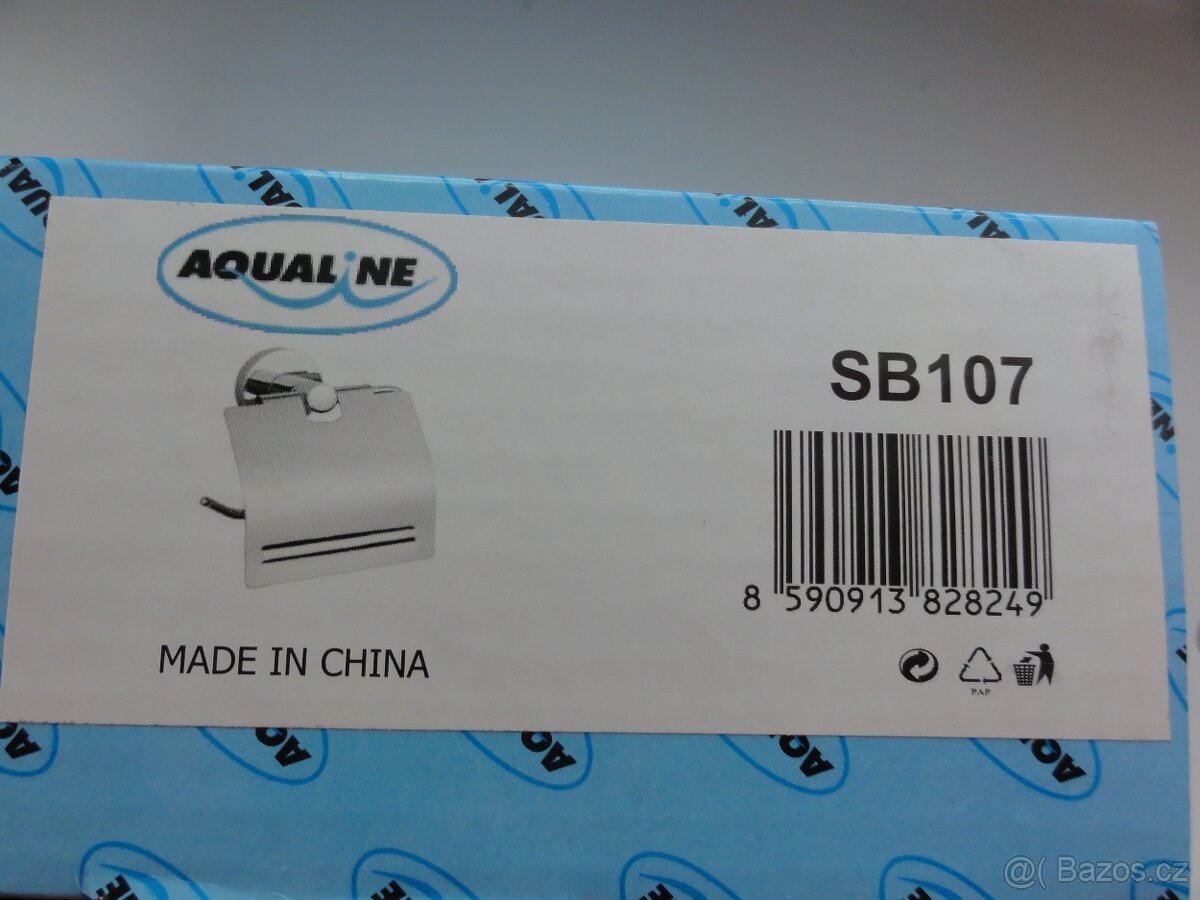 AQUALINE
SB107
8 590913 828249
MADE IN CHINA
PAP
@( Bazos.cz